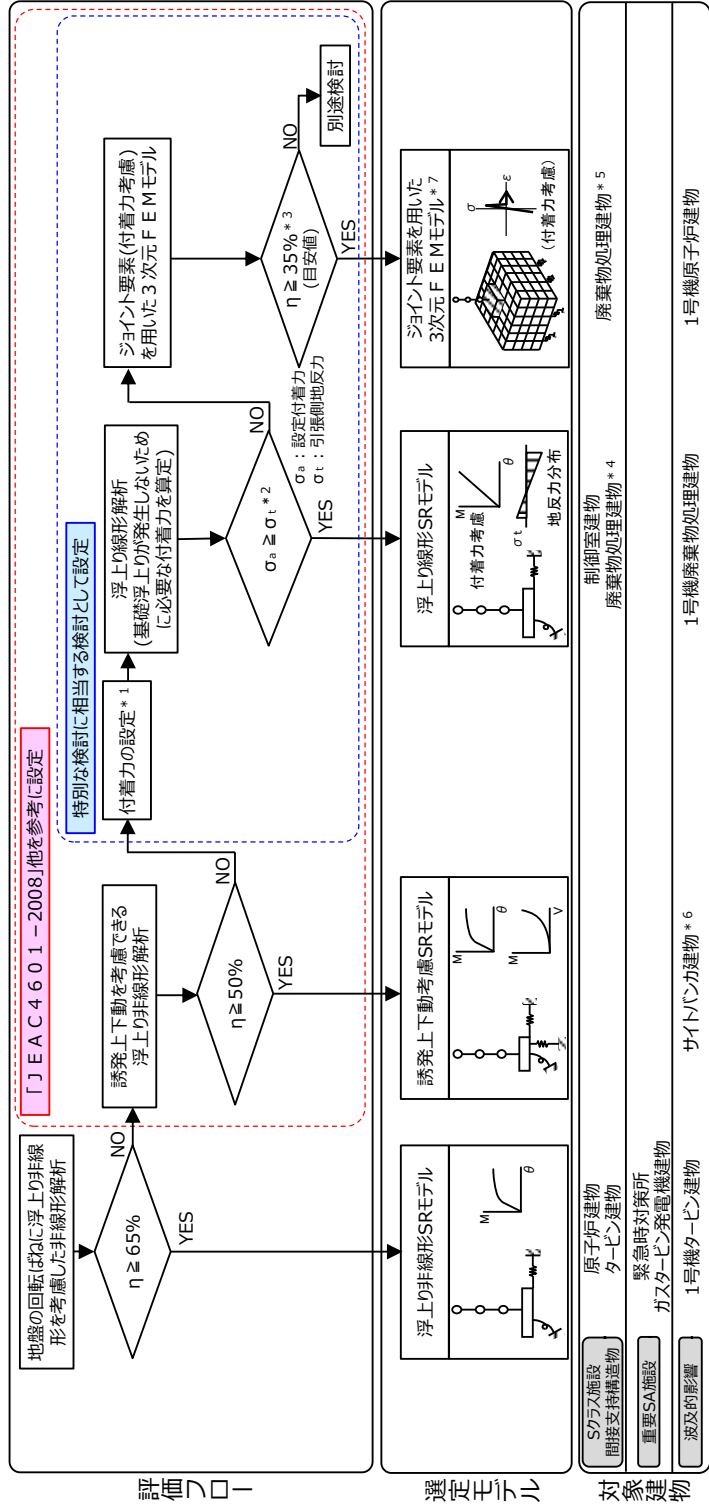 評価フロー
地盤の回転ばねに浮上り非線
形を考慮した非線形解析
η≧65%
NO
YES
「JEAC4601-2008」他を参考に設定
誘発上下動を考慮できる
浮上り非線形解析
η≧50%
NO
YES
特別な検討に相当する検討として設定
付着力の設定*1
浮上り線形解析
(基礎浮上りが発生しないため
に必要な付着力を算定)
σa≧σt*2
NO
YES
σa:設定付着力
σt:引張側地反力
ジョイント要素(付着力考慮)
を用いた3次元FEMモデル
η≧35%*3
(目安値)
NO
YES
別途検討
選定モデル
浮上り非線形SRモデル
M
θ
誘発上下動考慮SRモデル
M
θ
M
V
浮上り線形SRモデル
付着力考慮
M
θ
σt
地反力分布
ジョイント要素を用いた
3次元FEMモデル*7
σ
ε
(付着力考慮)
対象建物
Sクラス施設
間接支持構造物
原子炉建物
タービン建物
制御室建物
廃棄物処理建物*4
廃棄物処理建物*5
重要SA施設
緊急時対策所
ガスタービン発電機建物
波及的影響
1号機タービン建物
サイトバンカ建物*6
1号機廃棄物処理建物
1号機原子炉建物